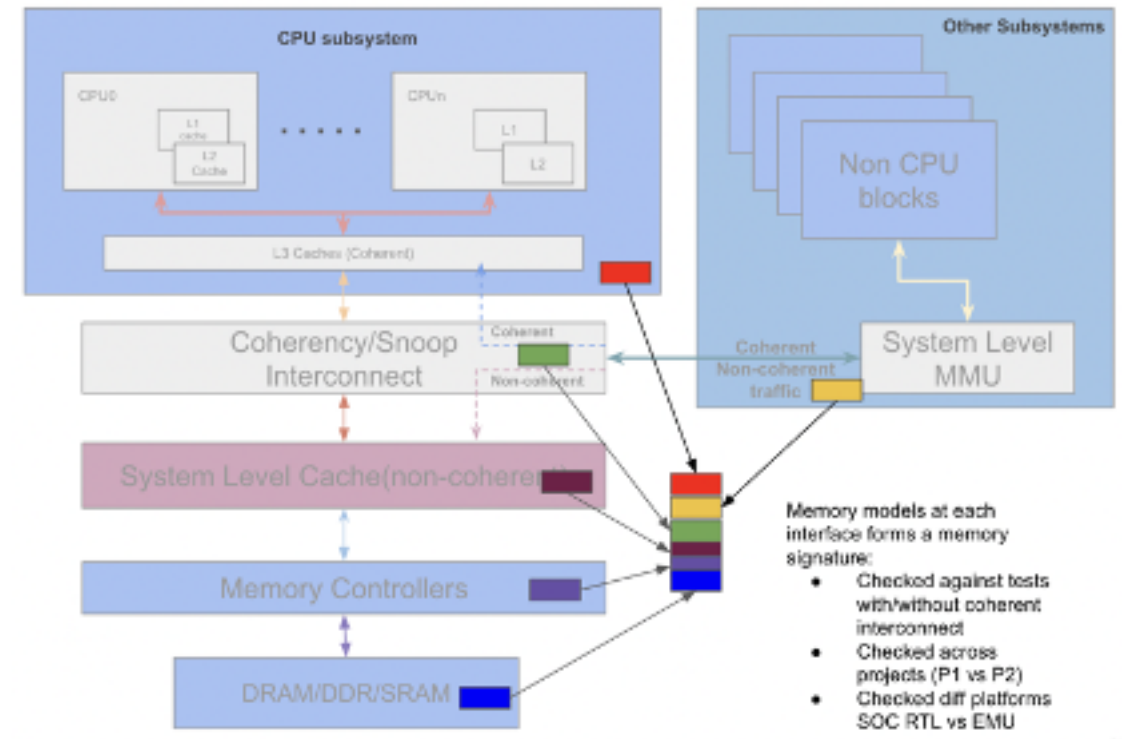 CPU subsystem
Other Subsystems
CPU0
L1
cache
L2
Cache
CPUn
L1
L2
Non CPU
blocks
L3 Caches (Coherent)
Coherency/Snoop
Interconnect
Coherent
Non-coherent
Coherent
Non-coherent
traffic
System Level
MMU
System Level Cache(non-coheren
Memory Controllers
DRAM/DDR/SRAM
Memory models at each
interface forms a memory
signature:
● Checked against tests
with/without coherent
interconnect
● Checked across
projects (P1 vs P2)
● Checked diff platforms
SOC RTL vs EMU